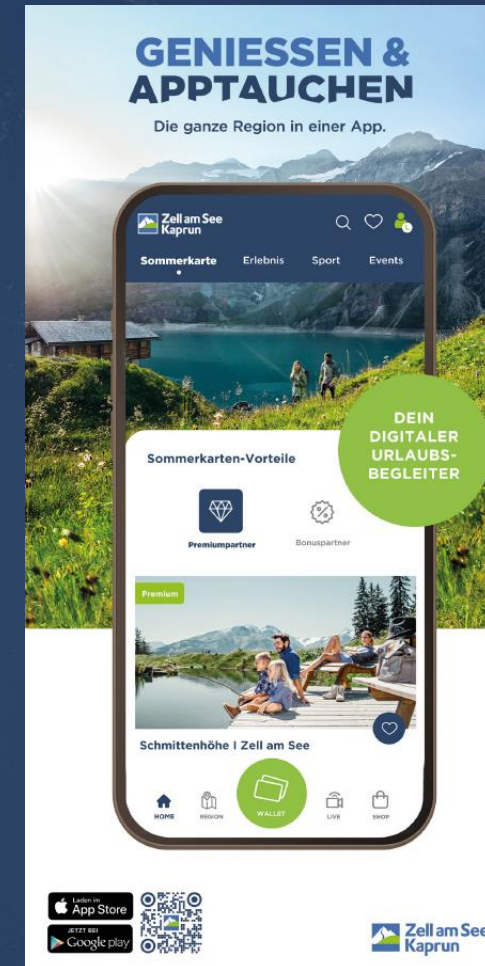 GENIESSEN &
APPTAUCHEN
Die ganze Region in einer App.
Zell am See
Kaprun
L
Sommerkarte Erlebnis Sport Events
DEIN
DIGITALER
URLAUBS-
BEGLEITER
Sommerkarten-Vorteile
Premiumpartner Bonuspartner
Premium
Schmittenhöhe I Zell am See
HOME REGION WALLET LIVE SHOP
Laden im
App Store
JETZT BEI
Google play
Zell am See
Kaprun